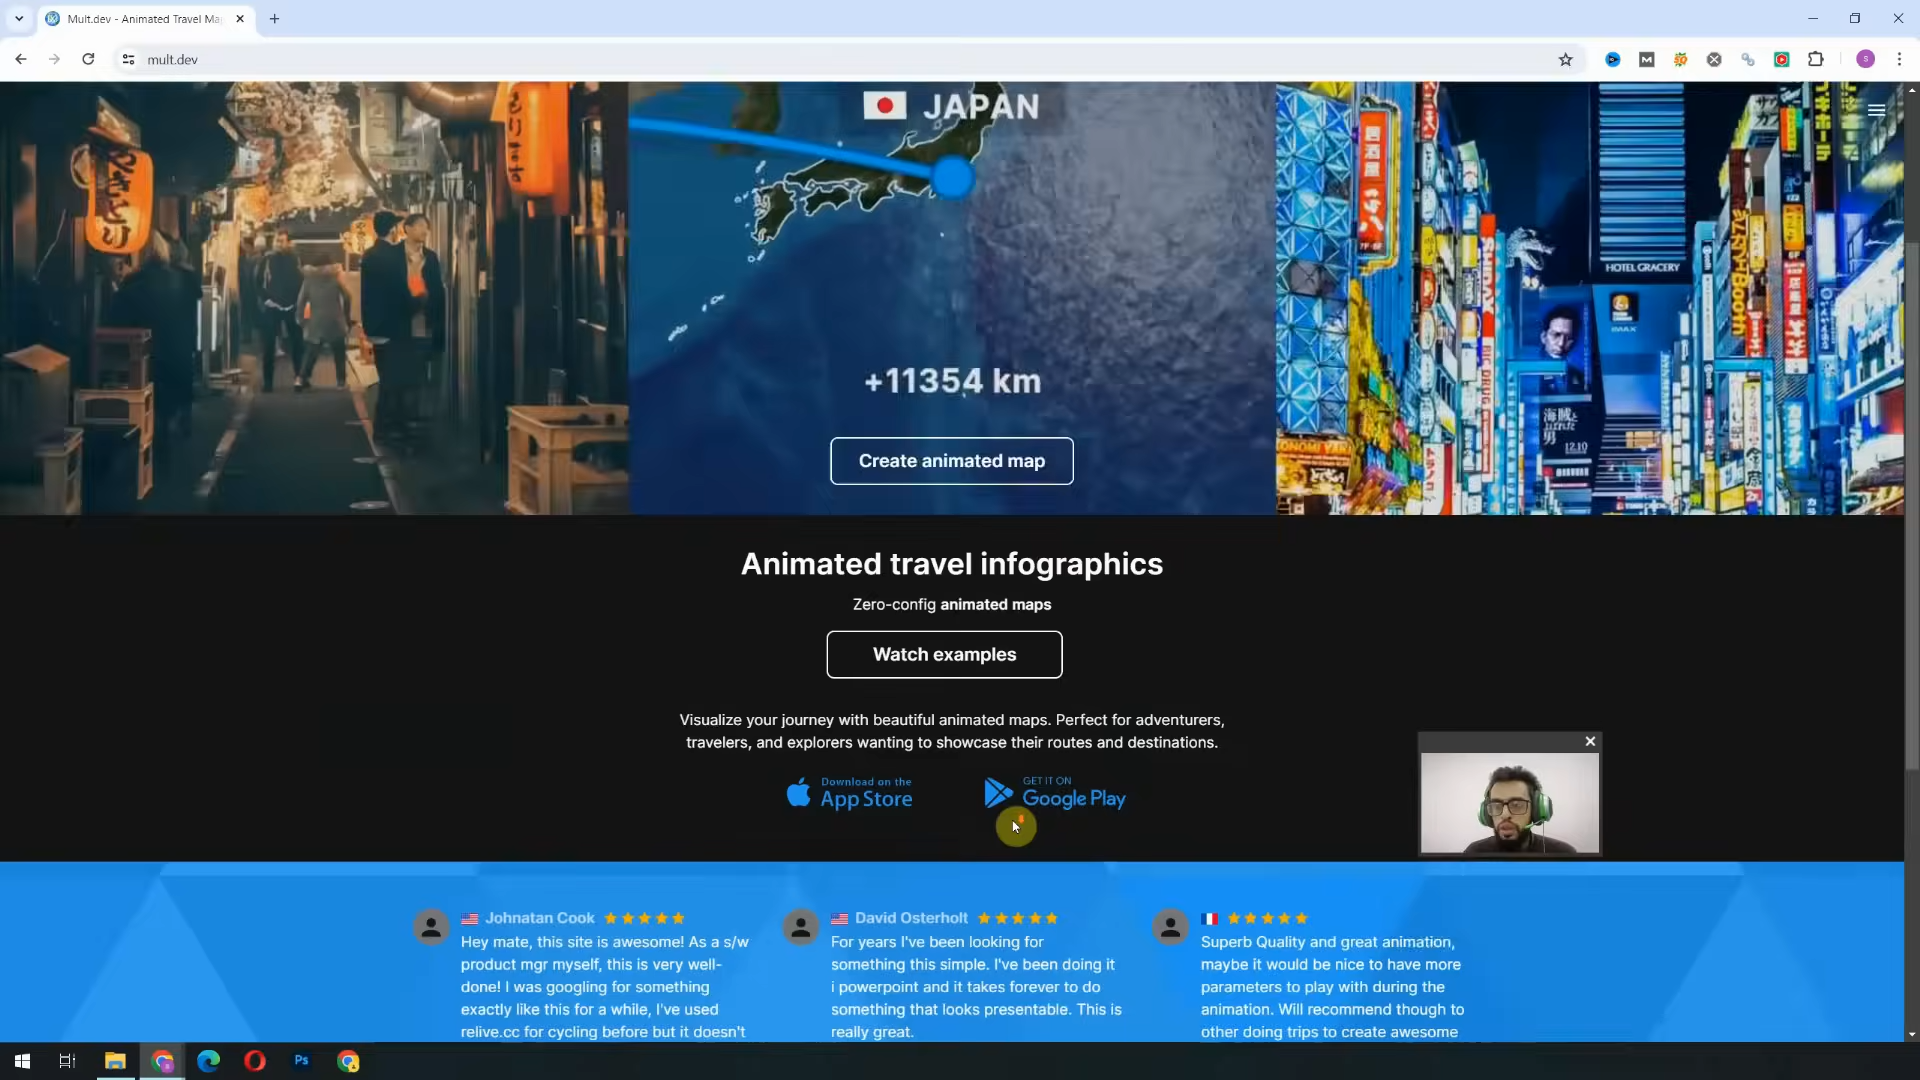 Mult.dev - Animated Travel Ma
mult.dev
JAPAN
+11354 km
Create animated map
HOTEL GRACERY
Animated travel infographics
Zero-config animated maps
Watch examples
Visualize your journey with beautiful animated maps. Perfect for adventurers,
travelers, and explorers wanting to showcase their routes and destinations.
Download on the
App Store
GET IT ON
Google Play
Johnatan Cook
Hey mate, this site is awesome! As a s/w
product mgr myself, this is very well-
done! I was googling for something
exactly like this for a while, I've used
relive.cc for cycling before but it doesn't
David Osterholt
For years I've been looking for
something this simple. I've been doing it
i powerpoint and it takes forever to do
something that looks presentable. This is
really great.
Superb Quality and great animation,
maybe it would be nice to have more
parameters to play with during the
animation. Will recommend though to
other doing trips to create awesome
Ps